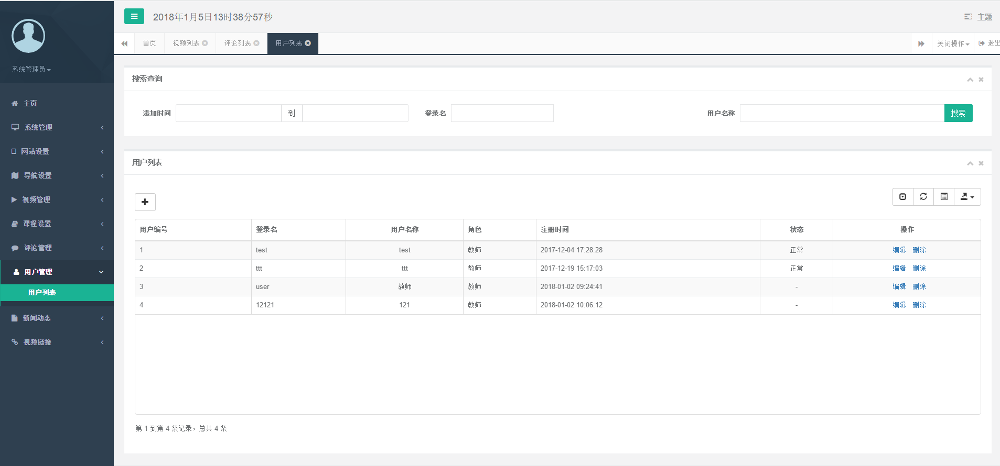 系统管理员
主页
系统管理
网站设置
导航设置
视频管理
课程设置
评论管理
用户管理
用户列表
新闻动态
视频链接
2018年1月5日13时38分57秒
主题
首页 视频列表 评论列表 用户列表 关闭操作 退出
搜索查询
添加时间 到 登录名 用户名称 搜索
用户列表
用户编号 登录名 用户名称 角色 注册时间 状态 操作
1 test test 教师 2017-12-04 17:28:28 正常 编辑 删除
2 ttt ttt 教师 2017-12-19 15:17:03 正常 编辑 删除
3 user 教师 教师 2018-01-02 09:24:41 - 编辑 删除
4 12121 121 教师 2018-01-02 10:06:12 - 编辑 删除
第 1 到第 4 条记录，总共 4 条